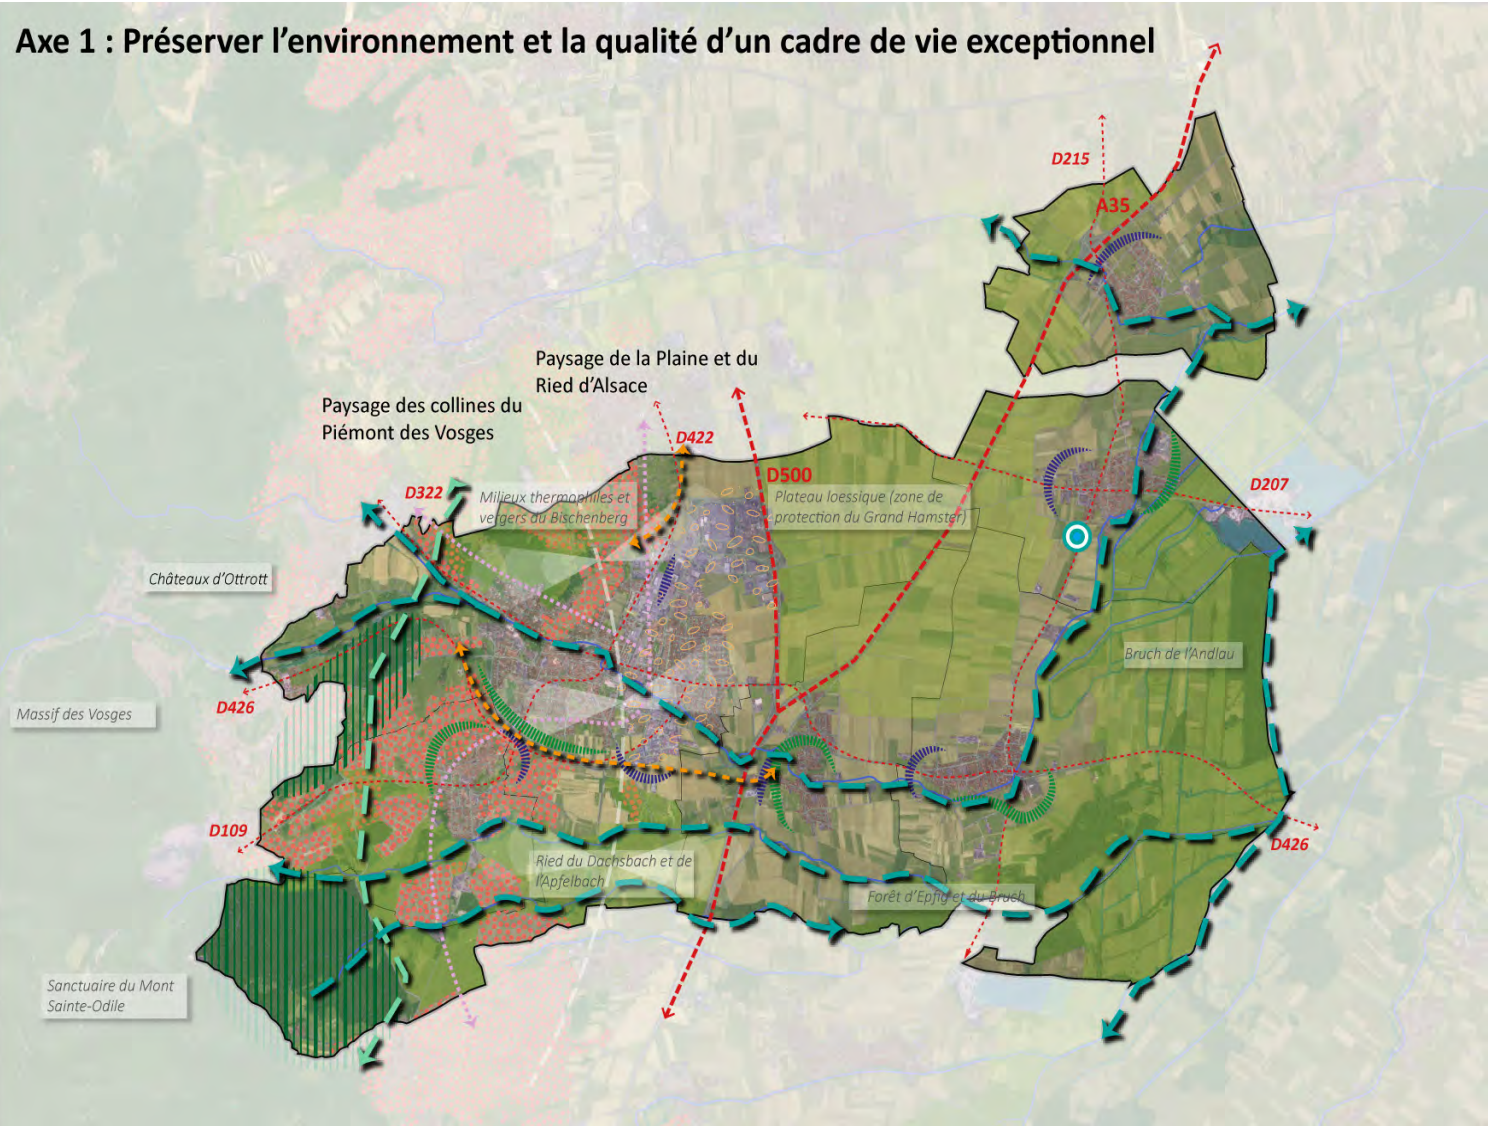 Axe 1 : Préserver l’environnement et la qualité d’un cadre de vie exceptionnel
D215
A35
Paysage de la Plaine et du
Ried d’Alsace
Paysage des collines du
Piémont des Vosges
D422
D500
D322
Milieux thermophiles et
vergers du Bischenberg
Plateau loessique (zone de
protection du Grand Hamster)
D207
Châteaux d’Ottrott
Bruch de l’Andlau
D426
Massif des Vosges
D109
D426
Ried du Dachsbach et de
l’Apfelbach
Forêt d’Epfig et du Bruch
Sanctuaire du Mont
Sainte-Odile